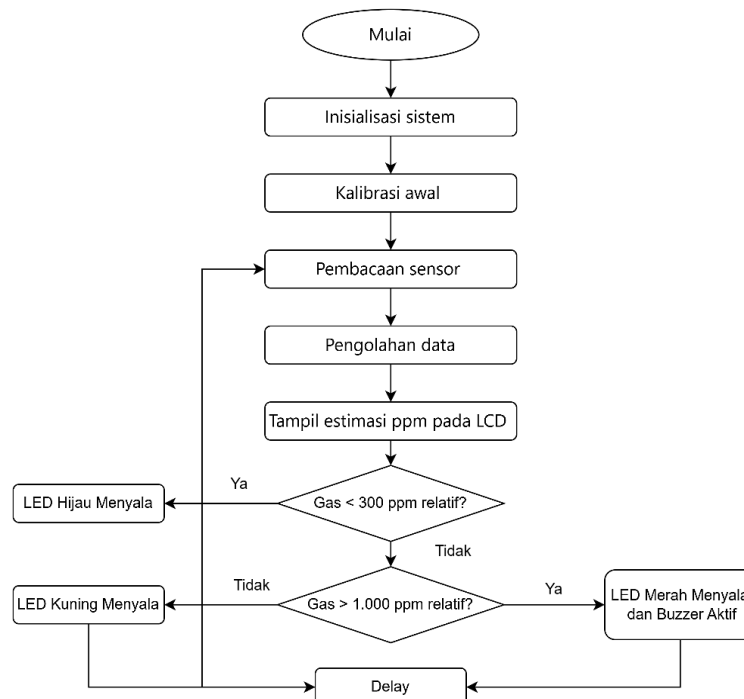 Mulai
Inisialisasi sistem
Kalibrasi awal
Pembacaan sensor
Pengolahan data
Tampil estimasi ppm pada LCD
Ya
LED Hijau Menyala
Gas < 300 ppm relatif?
Tidak
Tidak
Ya
LED Kuning Menyala
Gas > 1.000 ppm relatif?
LED Merah Menyala
dan Buzzer Aktif
Delay